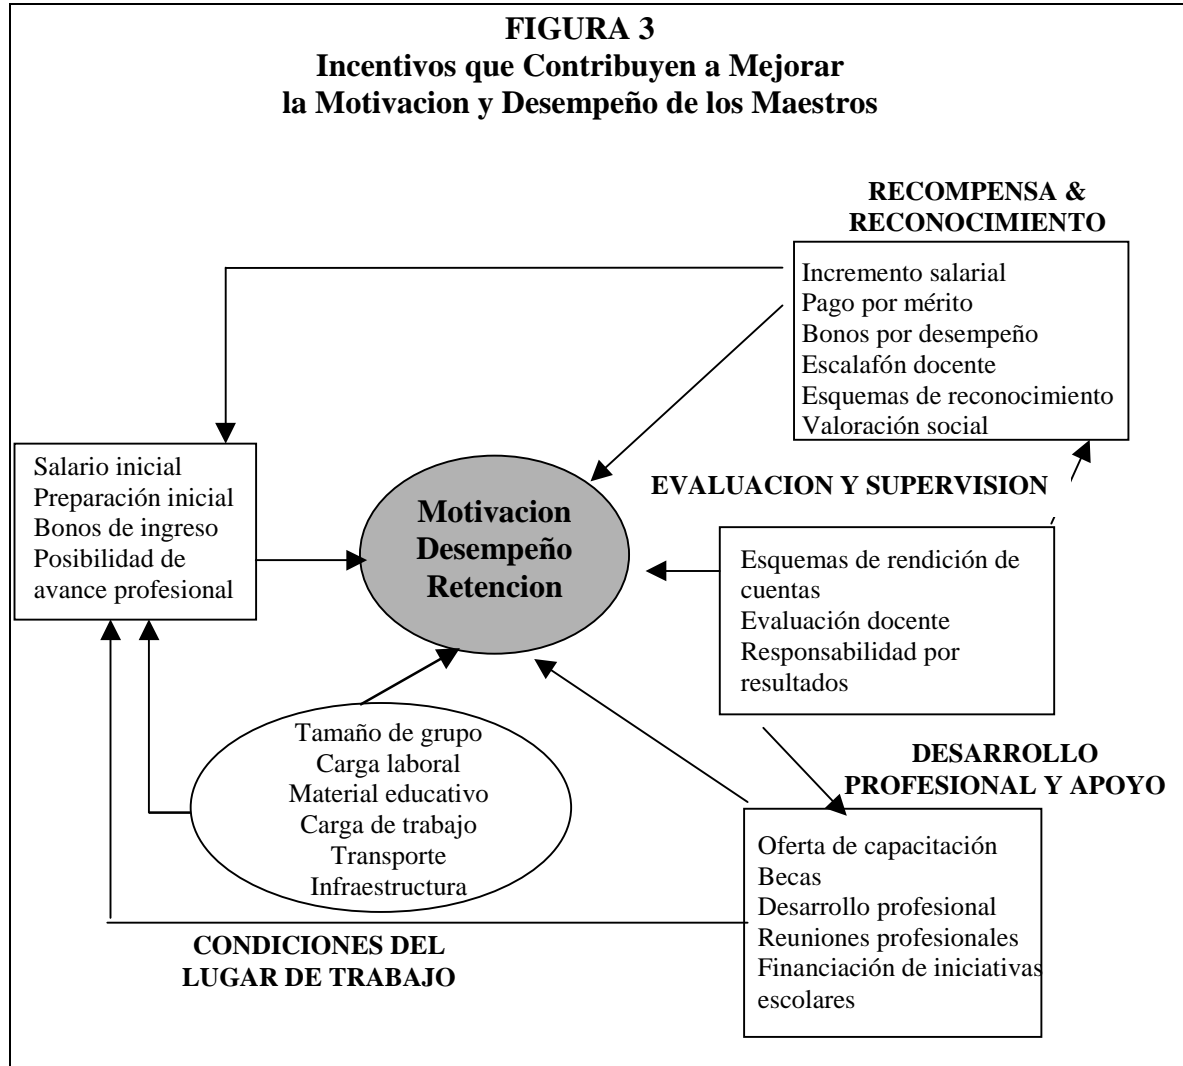 FIGURA 3
Incentivos que Contribuyen a Mejorar
la Motivacion y Desempeño de los Maestros
RECOMPENSA &
RECONOCIMIENTO
Incremento salarial
Pago por mérito
Bonos por desempeño
Escalafón docente
Esquemas de reconocimiento
Valoración social
Salario inicial
Preparación inicial
Bonos de ingreso
Posibilidad de
avance profesional
Motivacion
Desempeño
Retencion
EVALUACION Y SUPERVISION
Esquemas de rendición de
cuentas
Evaluación docente
Responsabilidad por
resultados
Tamaño de grupo
Carga laboral
Material educativo
Carga de trabajo
Transporte
Infraestructura
DESARROLLO
PROFESIONAL Y APOYO
Oferta de capacitación
Becas
Desarrollo profesional
Reuniones profesionales
Financiación de iniciativas
escolares
CONDICIONES DEL
LUGAR DE TRABAJO